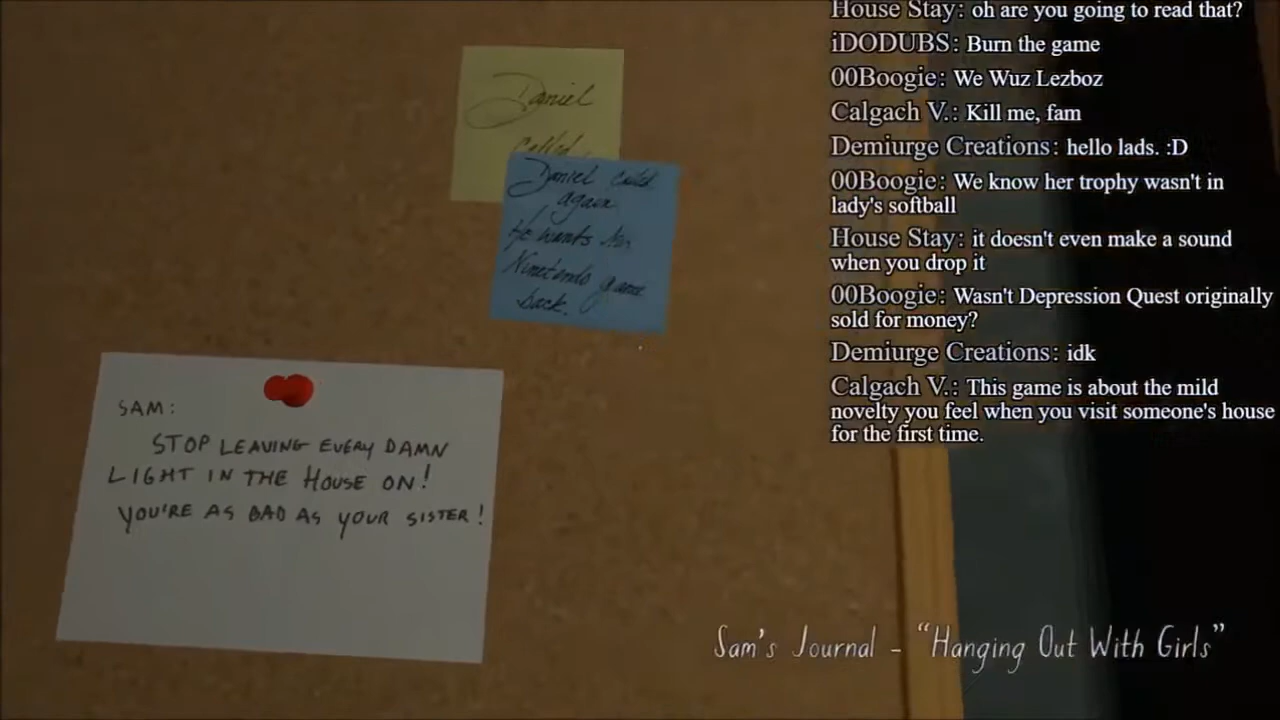 House Stay: oh are you going to read that?
iDODUBS: Burn the game
00Boogie: We Wuz Lezboz
Calgach V.: Kill me, fam
Demiurge Creations: hello lads. :D
00Boogie: We know her trophy wasn't in
lady's softball
House Stay: it doesn't even make a sound
when you drop it
00Boogie: Wasn't Depression Quest originally
sold for money?
Demiurge Creations: idk
Calgach V.: This game is about the mild
novelty you feel when you visit someone's house
for the first time.
Daniel
called
Daniel called
again.
He wants his
Ninetendo game
back.
SAM:
STOP LEAVING EVERY DAMN
LIGHT IN THE HOUSE ON!
YOU'RE AS BAD AS YOUR SISTER!
Sam's Journal - "Hanging Out With Girls"